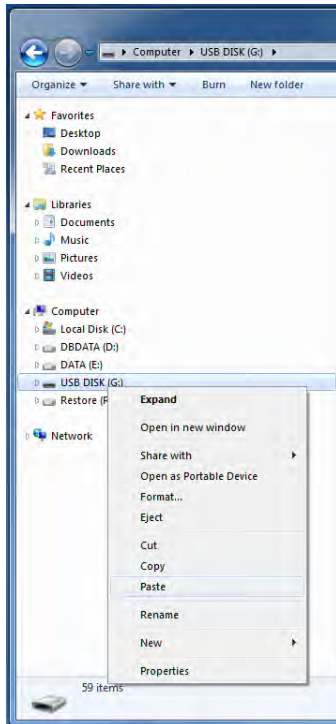 Computer USB DISK (G:)
Organize Share with Burn New folder
Favorites
Desktop
Downloads
Recent Places
Libraries
Documents
Music
Pictures
Videos
Computer
Local Disk (C:)
DBDATA (D:)
DATA (E:)
USB DISK (G:)
Restore (F
Network
Expand
Open in new window
Share with
Open as Portable Device
Format...
Eject
Cut
Copy
Paste
Rename
New
Properties
59 items